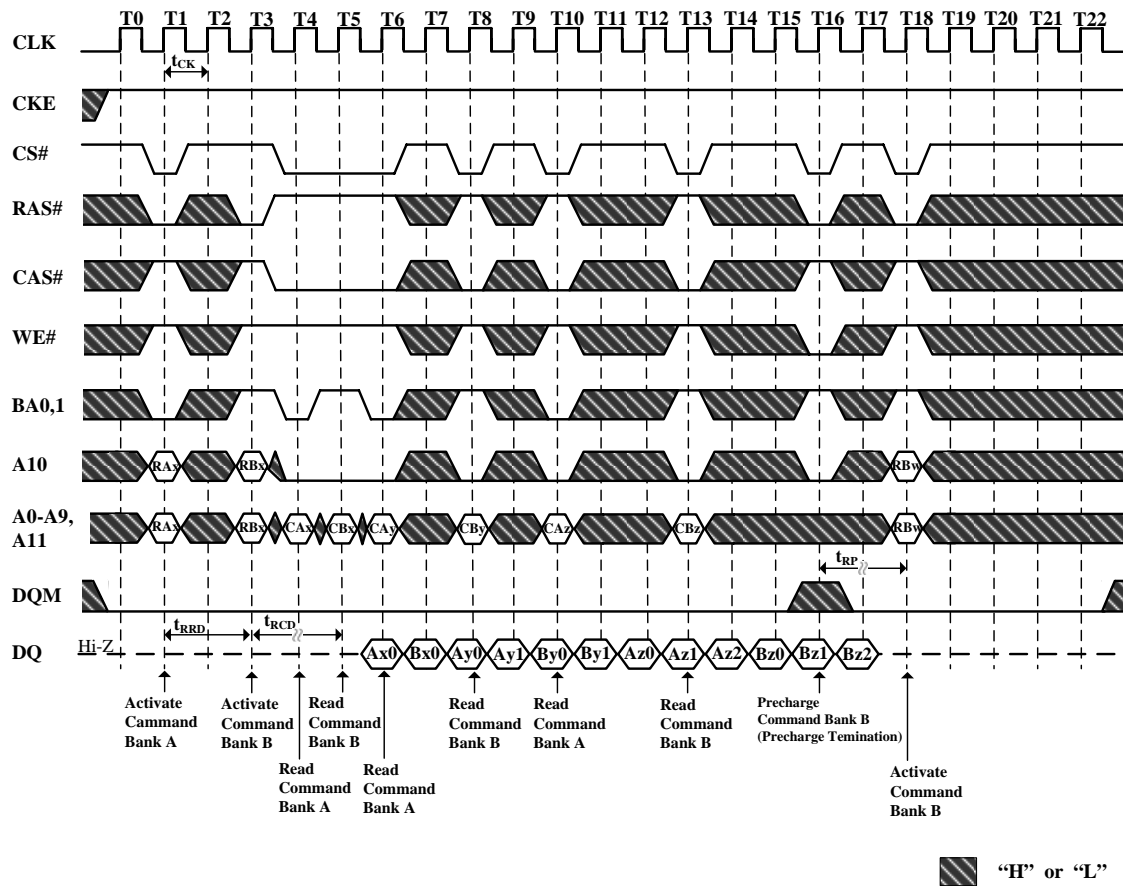 T0 T1 T2 T3 T4 T5 T6 T7 T8 T9 T10 T11 T12 T13 T14 T15 T16 T17 T18 T19 T20 T21 T22
CLK
tCK
CKE
CS#
RAS#
CAS#
WE#
BA0,1
A10
RAx RBx RBw
A0-A9,
A11
RAx RBx CAx CBx CAy CBy CAz CBz RBw
tRP
DQM
tRRD tRCD
DQ
Hi-Z
Ax0 Bx0 Ay0 Ay1 By0 By1 Az0 Az1 Az2 Bz0 Bz1 Bz2
Activate
Cammand
Bank A
Activate
Command
Bank B
Read
Command
Bank B
Read
Command
Bank B
Read
Command
Bank A
Read
Command
Bank B
Precharge
Command Bank B
(Precharge Temination)
Read
Command
Bank A
Read
Command
Bank A
Activate
Command
Bank B
“H” or “L”